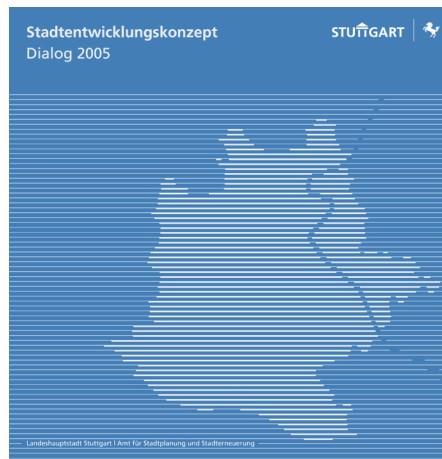 Stadtentwicklungskonzept
Dialog 2005
STUTTGART
Landeshauptstadt Stuttgart | Amt für Stadtplanung und Stadterneuerung